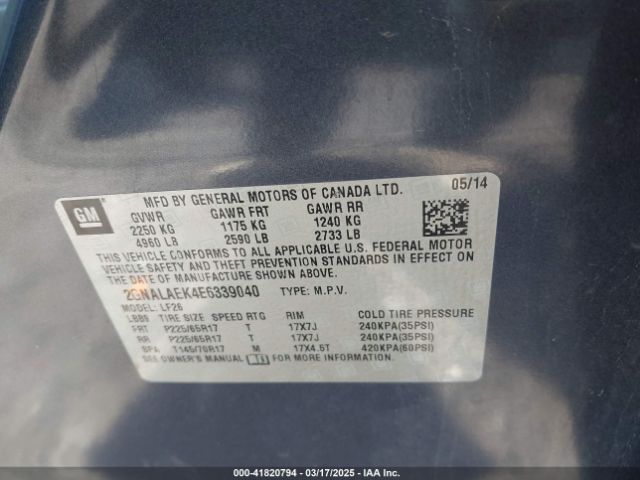 GM
MFD BY GENERAL MOTORS OF CANADA LTD. 05/14
GVWR GAWR FRT GAWR RR
2250 KG 1175 KG 1240 KG
4960 LB 2590 LB 2733 LB
THIS VEHICLE CONFORMS TO ALL APPLICABLE U.S. FEDERAL MOTOR
VEHICLE SAFETY AND THEFT PREVENTION STANDARDS IN EFFECT ON
THE DATE OF MANUFACTURE SHOWN ABOVE.
2GNALAEK4E6339040 TYPE: M.P.V.
MODEL: LF26
LBB9 TIRE SIZE SPEED RTG RIM COLD TIRE PRESSURE
FRT P225/65R17 T 17X7J 240KPA(35PSI)
RR P225/65R17 T 17X7J 240KPA(35PSI)
SPA T145/70R17 M 17X4.5T 420KPA(60PSI)
SEE OWNER'S MANUAL FOR MORE INFORMATION.
000-41820794 - 03/17/2025 - IAA Inc.